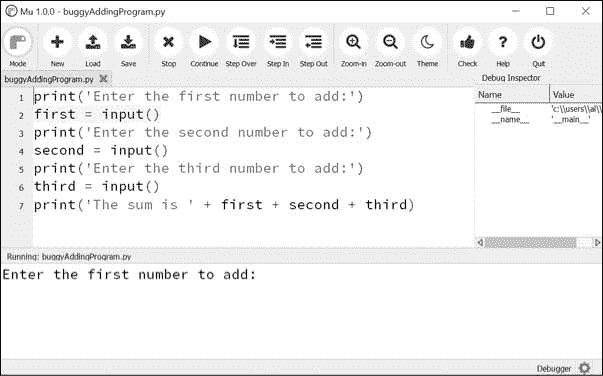 Mu 1.0.0 - buggyAddingProgram.py
Mode New Load Save Stop Continue Step Over Step In Step Out Zoom-in Zoom-out Theme Check Help Quit
buggyAddingProgram.py
Debug Inspector
Name Value
__file__ 'c:\\users\\al\\
__name__ '__main__'
1 print('Enter the first number to add:')
2 first = input()
3 print('Enter the second number to add:')
4 second = input()
5 print('Enter the third number to add:')
6 third = input()
7 print('The sum is ' + first + second + third)
Running: buggyAddingProgram.py
Enter the first number to add:
Debugger